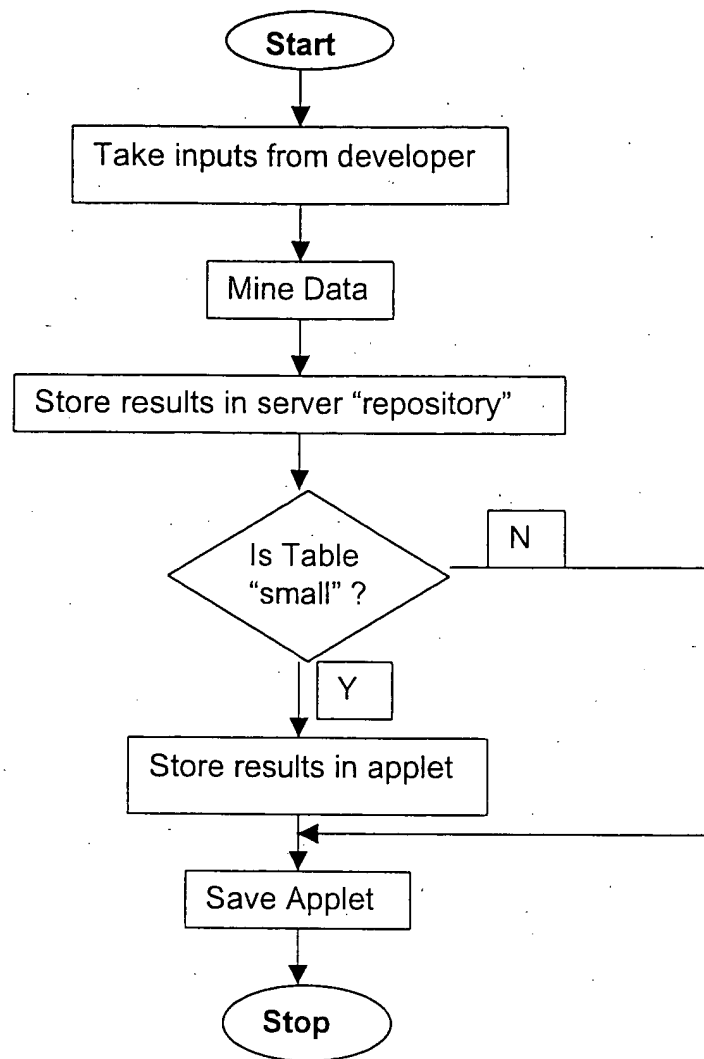 Start
Take inputs from developer
Mine Data
Store results in server “repository”
Is Table
“small” ?
N
Y
Store results in applet
Save Applet
Stop